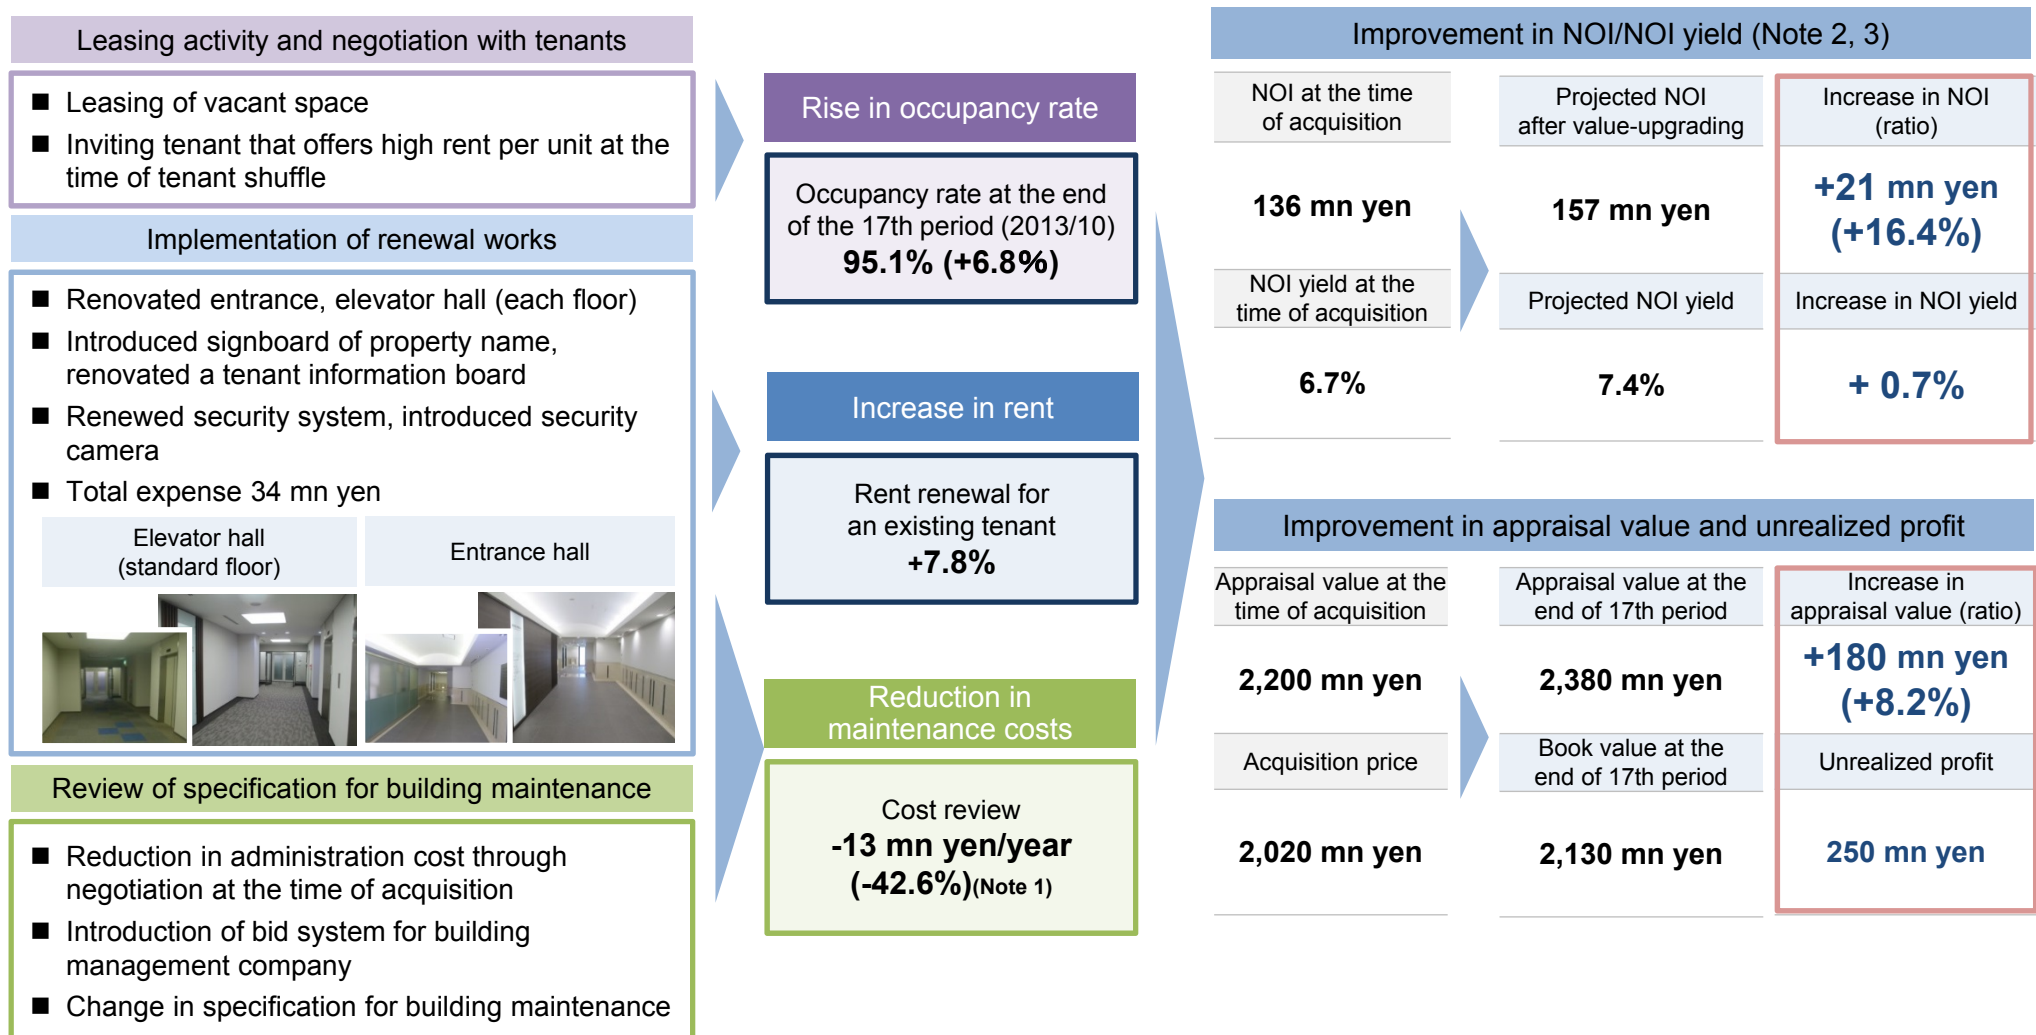 Leasing activity and negotiation with tenants
■ Leasing of vacant space
■ Inviting tenant that offers high rent per unit at the
time of tenant shuffle
Implementation of renewal works
■ Renovated entrance, elevator hall (each floor)
■ Introduced signboard of property name,
renovated a tenant information board
■ Renewed security system, introduced security
camera
■ Total expense 34 mn yen
Elevator hall
(standard floor)
Entrance hall
Review of specification for building maintenance
■ Reduction in administration cost through
negotiation at the time of acquisition
■ Introduction of bid system for building
management company
■ Change in specification for building maintenance
Rise in occupancy rate
Occupancy rate at the end
of the 17th period (2013/10)
95.1% (+6.8%)
Increase in rent
Rent renewal for
an existing tenant
+7.8%
Reduction in
maintenance costs
Cost review
-13 mn yen/year
(-42.6%)(Note 1)
Improvement in NOI/NOI yield (Note 2, 3)
NOI at the time
of acquisition
Projected NOI
after value-upgrading
Increase in NOI
(ratio)
136 mn yen
157 mn yen
+21 mn yen
(+16.4%)
NOI yield at the
time of acquisition
Projected NOI yield
Increase in NOI yield
6.7%
7.4%
+ 0.7%
Improvement in appraisal value and unrealized profit
Appraisal value at the
time of acquisition
Appraisal value at the
end of 17th period
Increase in
appraisal value (ratio)
2,200 mn yen
2,380 mn yen
+180 mn yen
(+8.2%)
Acquisition price
Book value at the
end of 17th period
Unrealized profit
2,020 mn yen
2,130 mn yen
250 mn yen